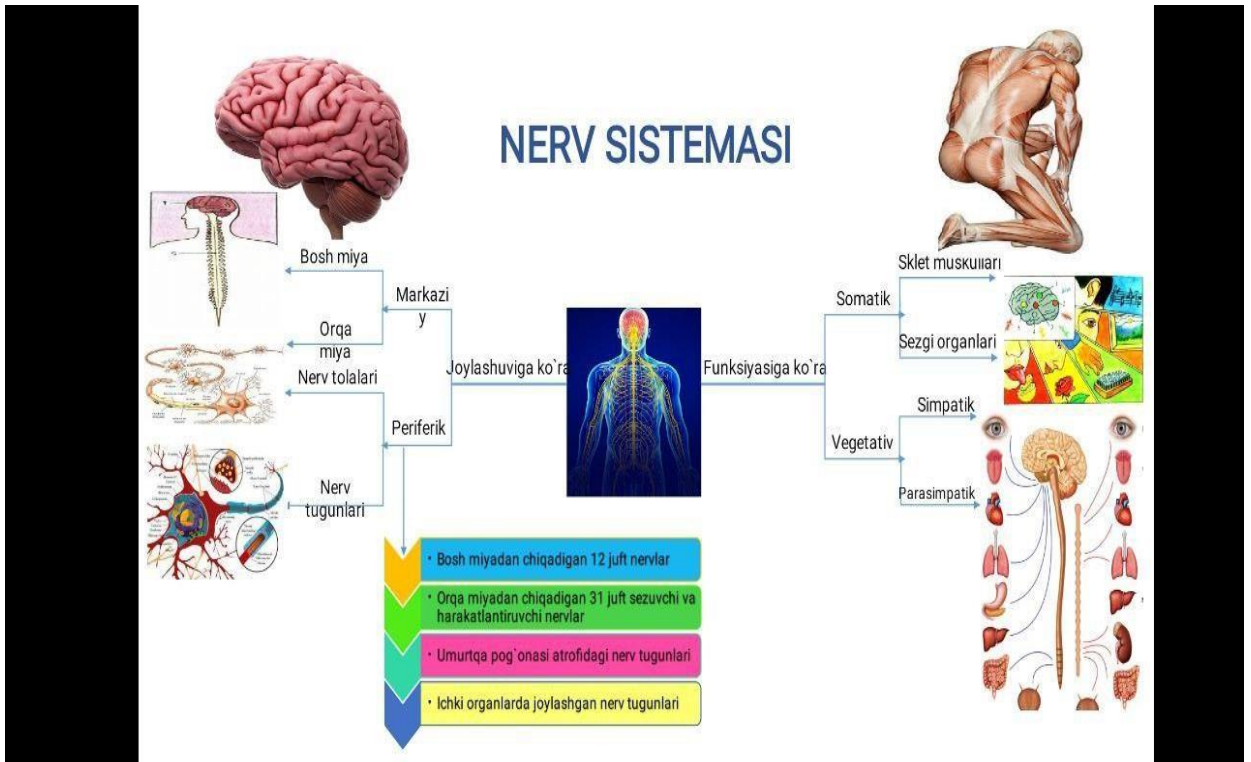 NERV SISTEMASI
Bosh miya
Markazi
y
Orqa
miya
Nerv tolalari
Periferik
Nerv
tugunlari
Joylashuviga ko`ra
Funksiyasiga ko`ra
Somatik
Sklet muskullari
Sezgi organlari
Vegetativ
Simpatik
Parasimpatik
• Bosh miyadan chiqadigan 12 juft nervlar
• Orqa miyadan chiqadigan 31 juft sezuvchi va
harakatlantiruvchi nervlar
• Umurtqa pog`onasi atrofidagi nerv tugunlari
• Ichki organlarda joylashgan nerv tugunlari